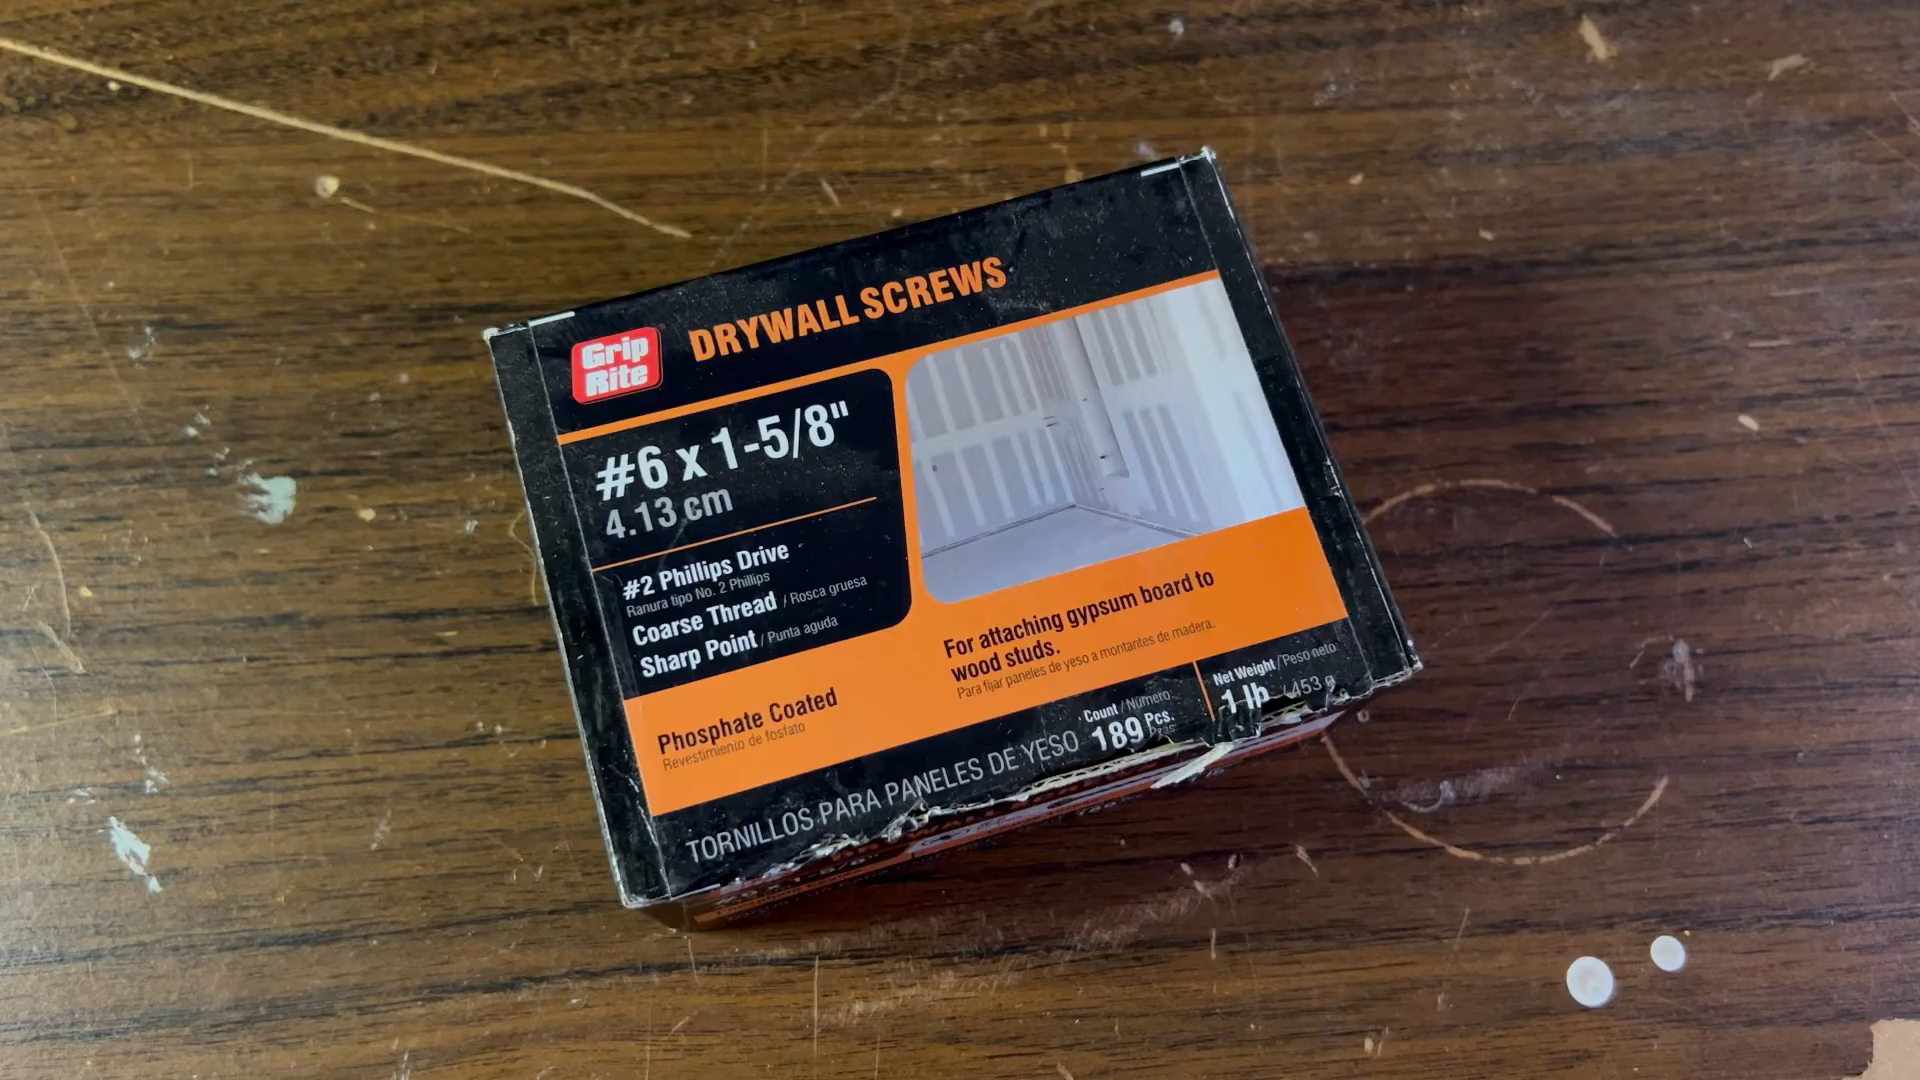 Grip
Rite
DRYWALL SCREWS
#6 x 1-5/8"
4.13 cm
#2 Phillips Drive
Ranura tipo No. 2 Phillips
Coarse Thread / Rosca gruesa
Sharp Point / Punta aguda
Phosphate Coated
Revestimiento de fosfato
For attaching gypsum board to
wood studs.
Para fijar paneles de yeso a montantes de madera.
TORNILLOS PARA PANELES DE YESO
Count / Número
189 Pcs.
Pzas
Net Weight / Peso neto
1 lb / 453 g